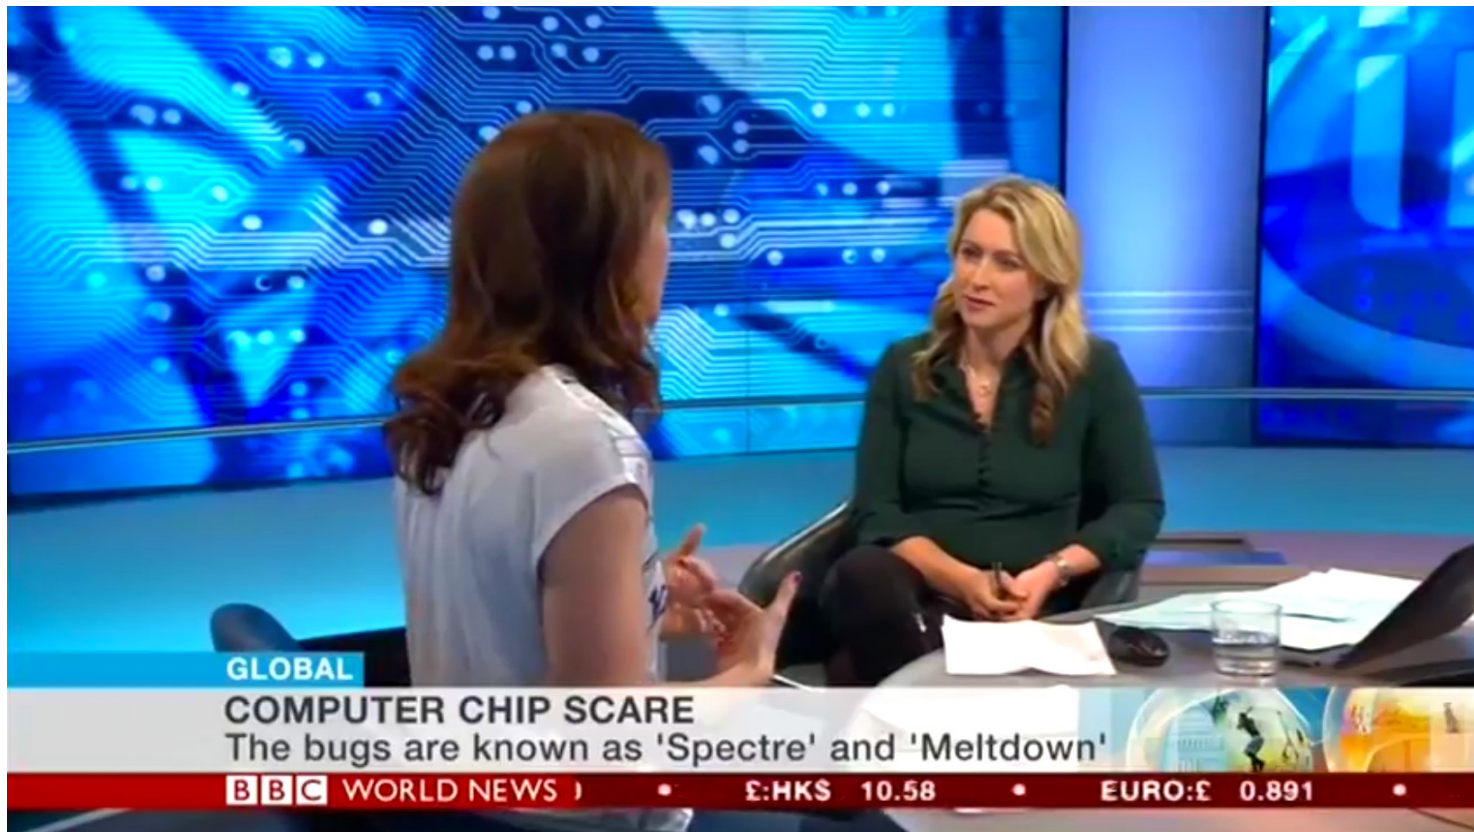 GLOBAL
COMPUTER CHIP SCARE
The bugs are known as 'Spectre' and 'Meltdown'
BBC WORLD NEWS £:HK$ 10.58 EURO:£ 0.891